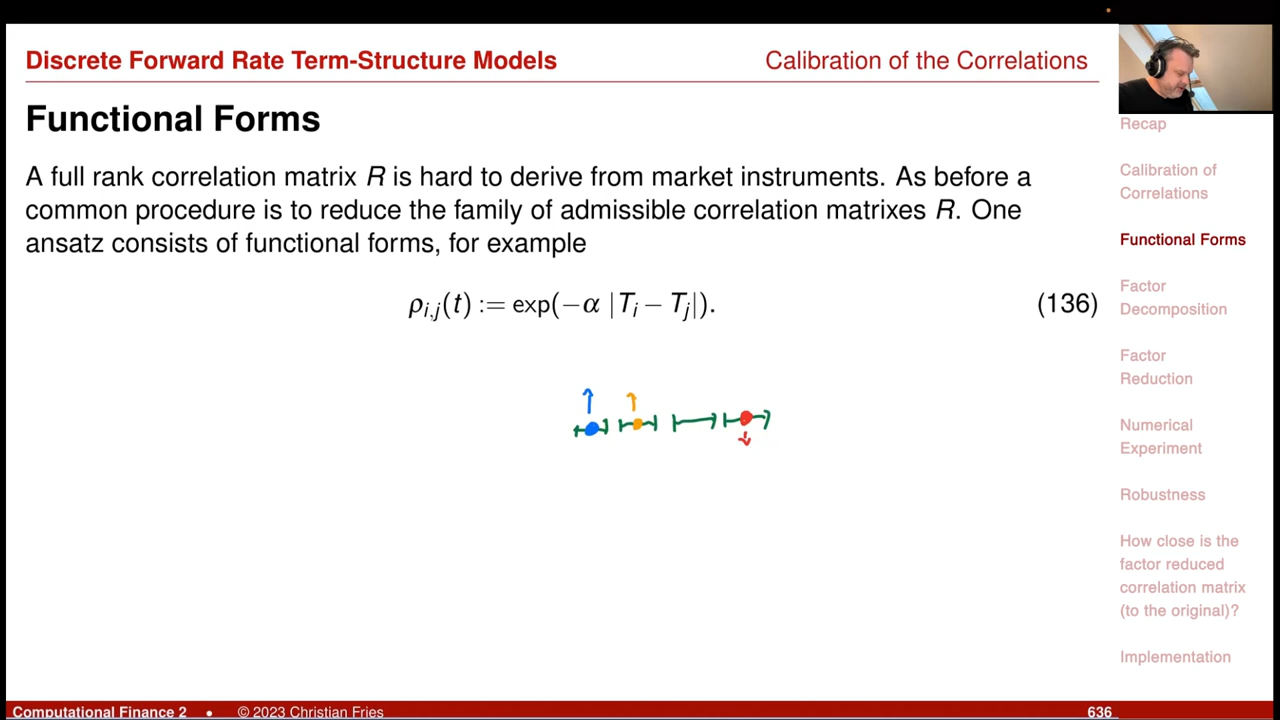 Discrete Forward Rate Term-Structure Models
Calibration of the Correlations
Functional Forms
A full rank correlation matrix R is hard to derive from market instruments. As before a
common procedure is to reduce the family of admissible correlation matrixes R. One
ansatz consists of functional forms, for example
ρi,j(t) := exp(−α |Ti − Tj|).
(136)
Recap
Calibration of
Correlations
Functional Forms
Factor
Decomposition
Factor
Reduction
Numerical
Experiment
Robustness
How close is the
factor reduced
correlation matrix
(to the original)?
Implementation
Computational Finance 2 • © 2023 Christian Fries
636